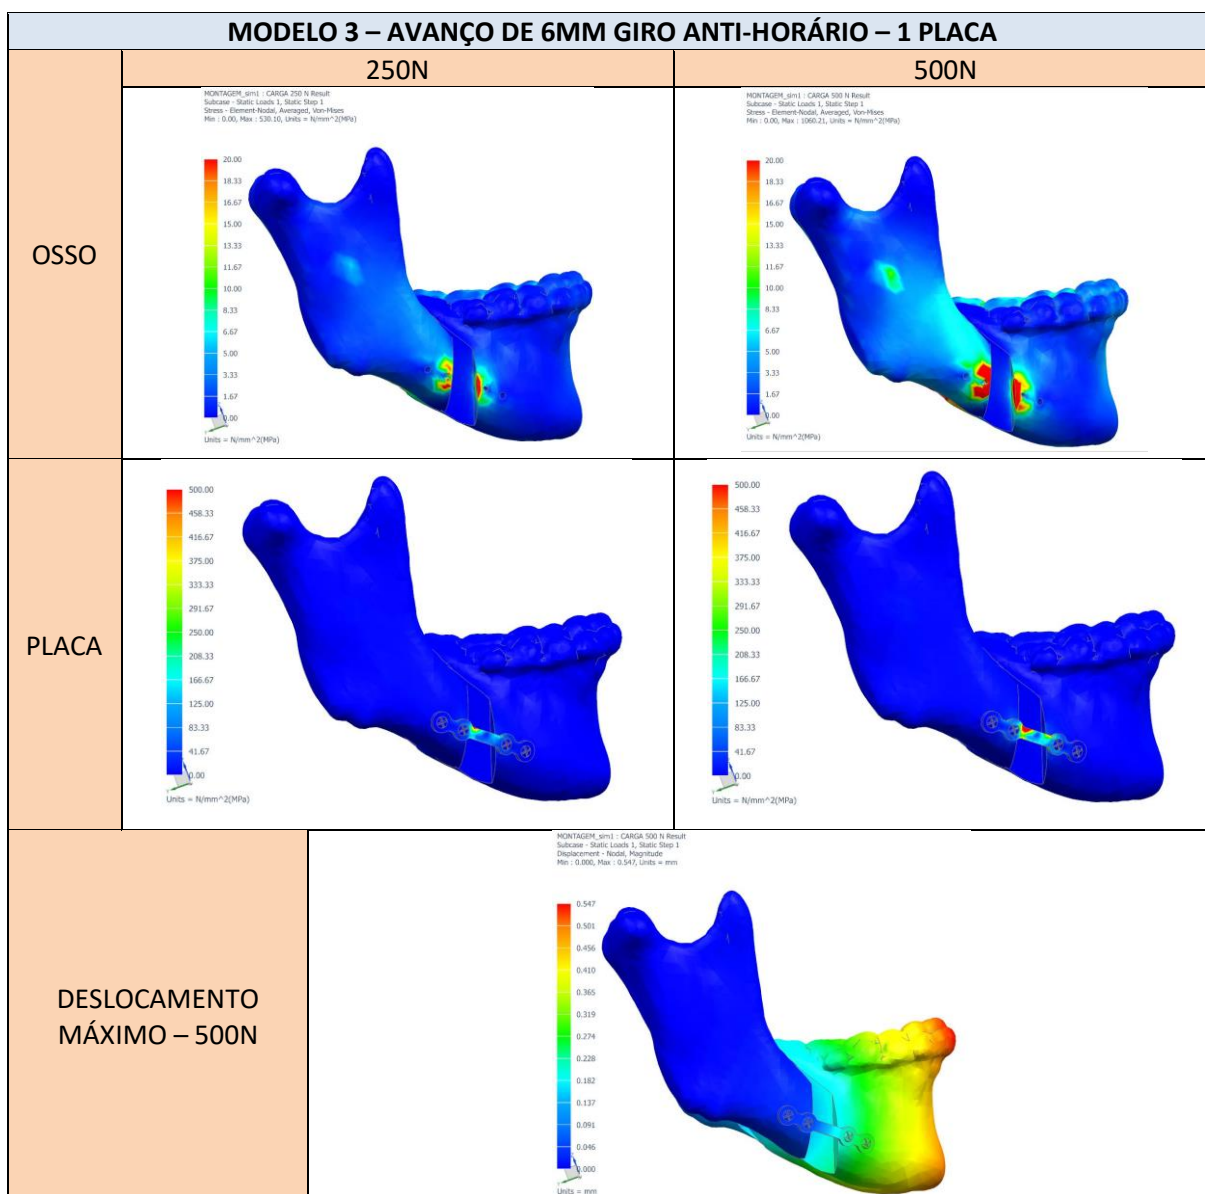 MODELO 3 – AVANÇO DE 6MM GIRO ANTI-HORÁRIO – 1 PLACA
250N
500N
OSSO
MONTAGEM_sim1 : CARGA 250 N Result
Subcase - Static Loads 1, Static Step 1
Stress - Element-Nodal, Averaged, Von-Mises
Min : 0.00, Max : 530.10, Units = N/mm^2(MPa)
20.00
18.33
16.67
15.00
13.33
11.67
10.00
8.33
6.67
5.00
3.33
1.67
0.00
Units = N/mm^2(MPa)
MONTAGEM_sim1 : CARGA 500 N Result
Subcase - Static Loads 1, Static Step 1
Stress - Element-Nodal, Averaged, Von-Mises
Min : 0.00, Max : 1060.21, Units = N/mm^2(MPa)
20.00
18.33
16.67
15.00
13.33
11.67
10.00
8.33
6.67
5.00
3.33
1.67
0.00
Units = N/mm^2(MPa)
PLACA
500.00
458.33
416.67
375.00
333.33
291.67
250.00
208.33
166.67
125.00
83.33
41.67
0.00
Units = N/mm^2(MPa)
500.00
458.33
416.67
375.00
333.33
291.67
250.00
208.33
166.67
125.00
83.33
41.67
0.00
Units = N/mm^2(MPa)
DESLOCAMENTO
MÁXIMO – 500N
MONTAGEM_sim1 : CARGA 500 N Result
Subcase - Static Loads 1, Static Step 1
Displacement - Nodal, Magnitude
Min : 0.000, Max : 0.547, Units = mm
0.547
0.501
0.456
0.410
0.365
0.319
0.274
0.228
0.182
0.137
0.091
0.046
0.000
Units = mm